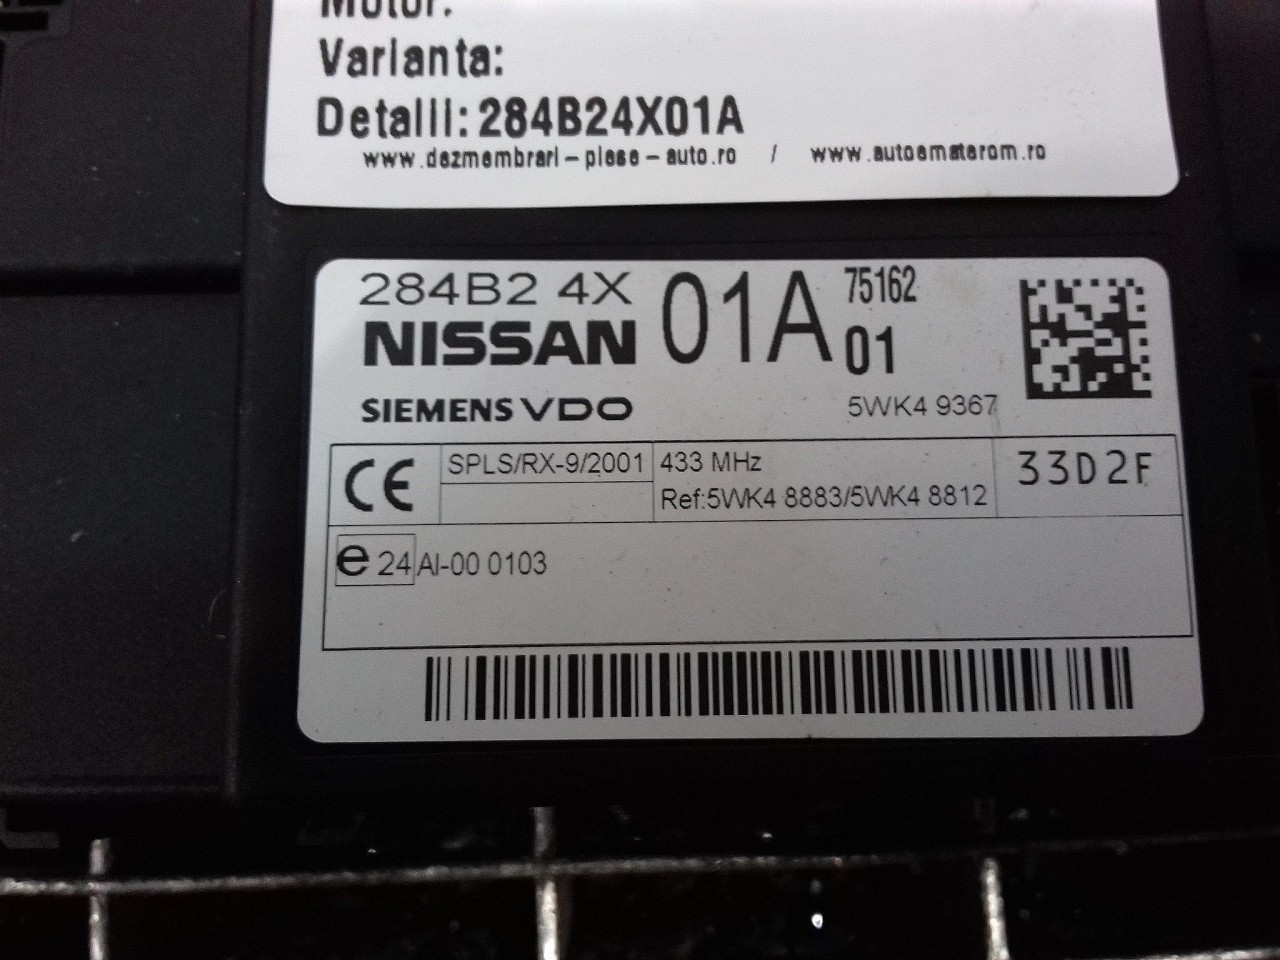 Motor:
Varianta:
Detalii: 284B24X01A
www.dezmembrari-piese-auto.ro / www.autoematerom.ro
284B2 4X 01A 75162
NISSAN 01
SIEMENS VDO 5WK4 9367
CE SPLS/RX-9/2001 433 MHz 33D2F
Ref:5WK4 8883/5WK4 8812
e 24 AI-00 0103